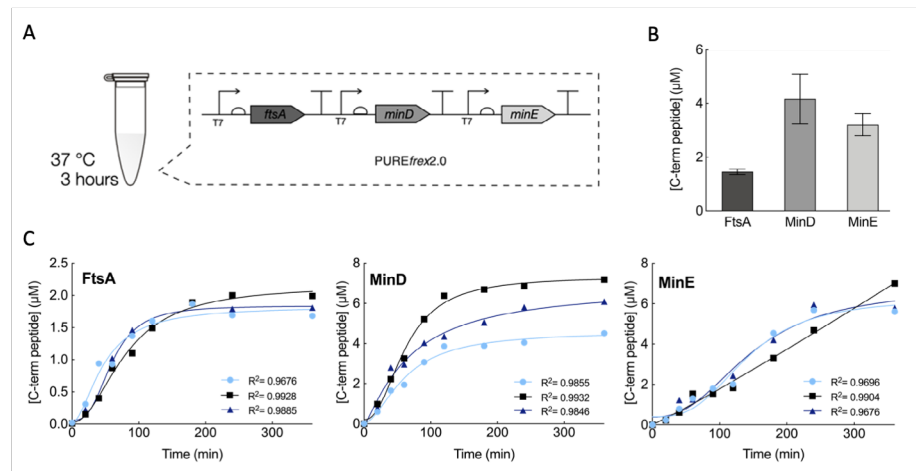 A
37 °C
3 hours
T7
ftsA
T7
minD
T7
minE
PUREfrex2.0
B
[C-term peptide] (µM)
6
4
2
0
FtsA
MinD
MinE
C
FtsA
[C-term peptide] (µM)
2.5
2.0
1.5
1.0
0.5
0.0
R²= 0.9676
R²= 0.9928
R²= 0.9885
0
100
200
300
Time (min)
MinD
[C-term peptide] (µM)
8
6
4
2
0
R²= 0.9855
R²= 0.9932
R²= 0.9846
0
100
200
300
Time (min)
MinE
[C-term peptide] (µM)
8
6
4
2
0
R²= 0.9696
R²= 0.9904
R²= 0.9676
0
100
200
300
Time (min)